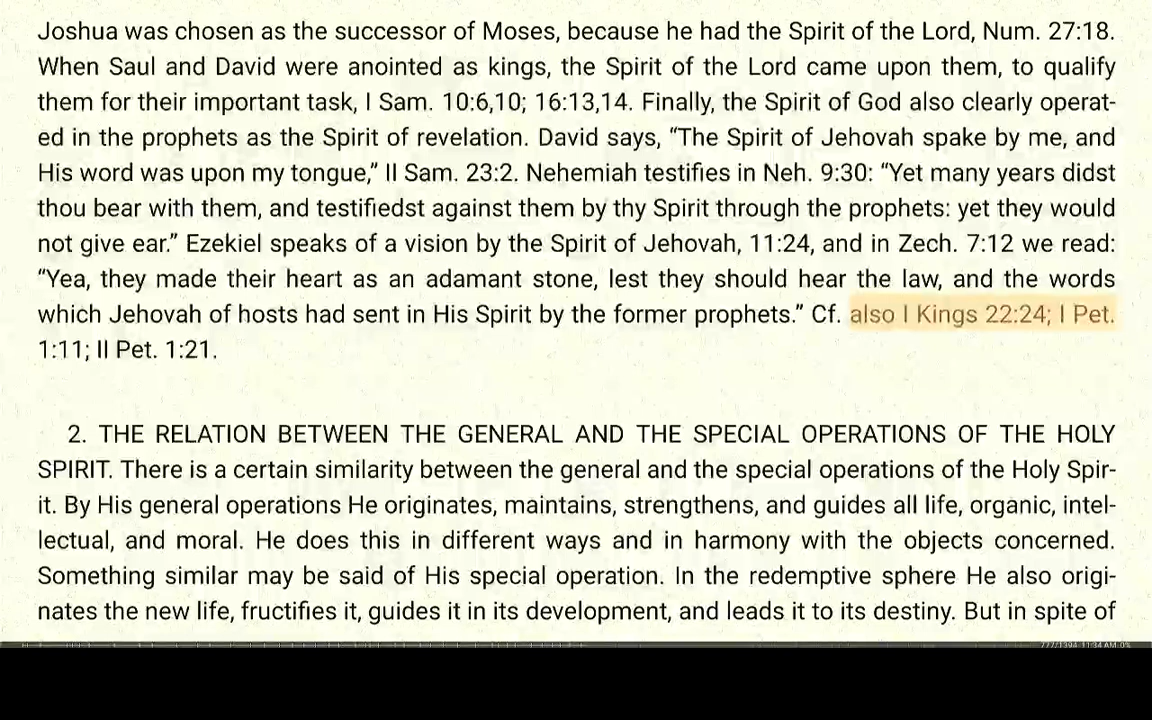 Joshua was chosen as the successor of Moses, because he had the Spirit of the Lord, Num. 27:18.
When Saul and David were anointed as kings, the Spirit of the Lord came upon them, to qualify
them for their important task, I Sam. 10:6,10; 16:13,14. Finally, the Spirit of God also clearly operat-
ed in the prophets as the Spirit of revelation. David says, “The Spirit of Jehovah spake by me, and
His word was upon my tongue,” II Sam. 23:2. Nehemiah testifies in Neh. 9:30: “Yet many years didst
thou bear with them, and testifiedst against them by thy Spirit through the prophets: yet they would
not give ear.” Ezekiel speaks of a vision by the Spirit of Jehovah, 11:24, and in Zech. 7:12 we read:
“Yea, they made their heart as an adamant stone, lest they should hear the law, and the words
which Jehovah of hosts had sent in His Spirit by the former prophets.” Cf. also I Kings 22:24; I Pet.
1:11; II Pet. 1:21.
2. THE RELATION BETWEEN THE GENERAL AND THE SPECIAL OPERATIONS OF THE HOLY
SPIRIT. There is a certain similarity between the general and the special operations of the Holy Spir-
it. By His general operations He originates, maintains, strengthens, and guides all life, organic, intel-
lectual, and moral. He does this in different ways and in harmony with the objects concerned.
Something similar may be said of His special operation. In the redemptive sphere He also origi-
nates the new life, fructifies it, guides it in its development, and leads it to its destiny. But in spite of
777/1394 11:34 AM 0%